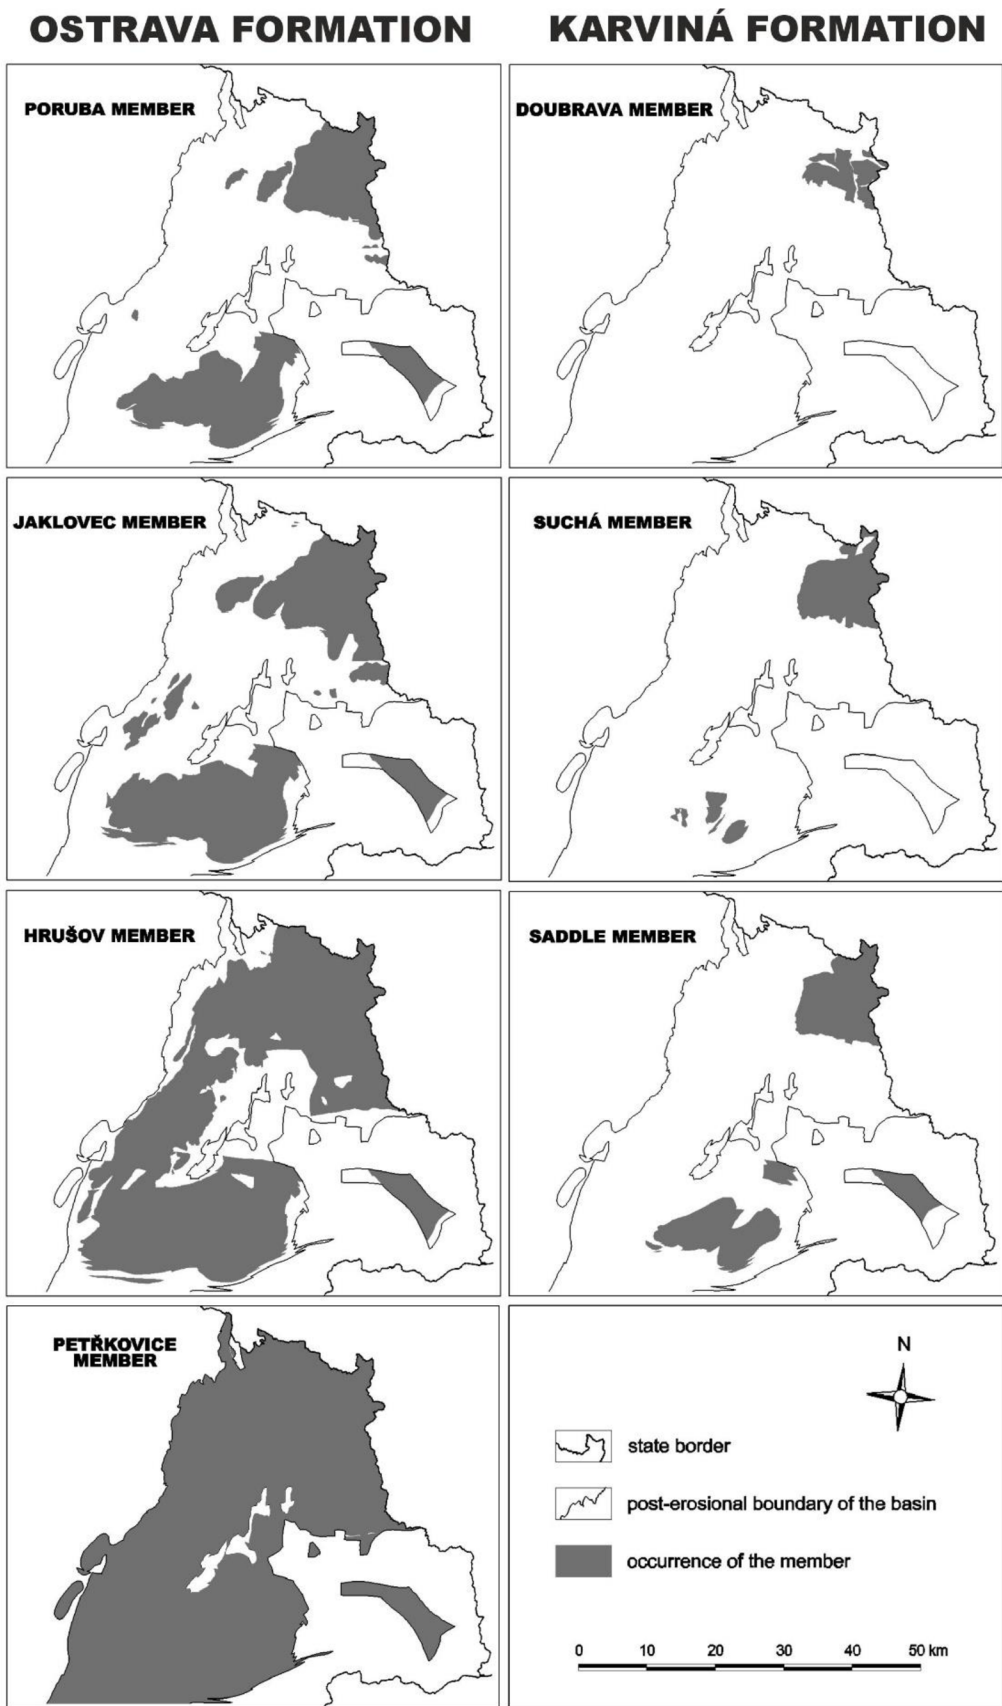 OSTRAVA FORMATION
KARVINÁ FORMATION
PORUBA MEMBER
DOUBRAVA MEMBER
JAKLOVEC MEMBER
SUCHÁ MEMBER
HRUŠOV MEMBER
SADDLE MEMBER
PETŘKOVICE
MEMBER
N
state border
post-erosional boundary of the basin
occurrence of the member
0 10 20 30 40 50 km